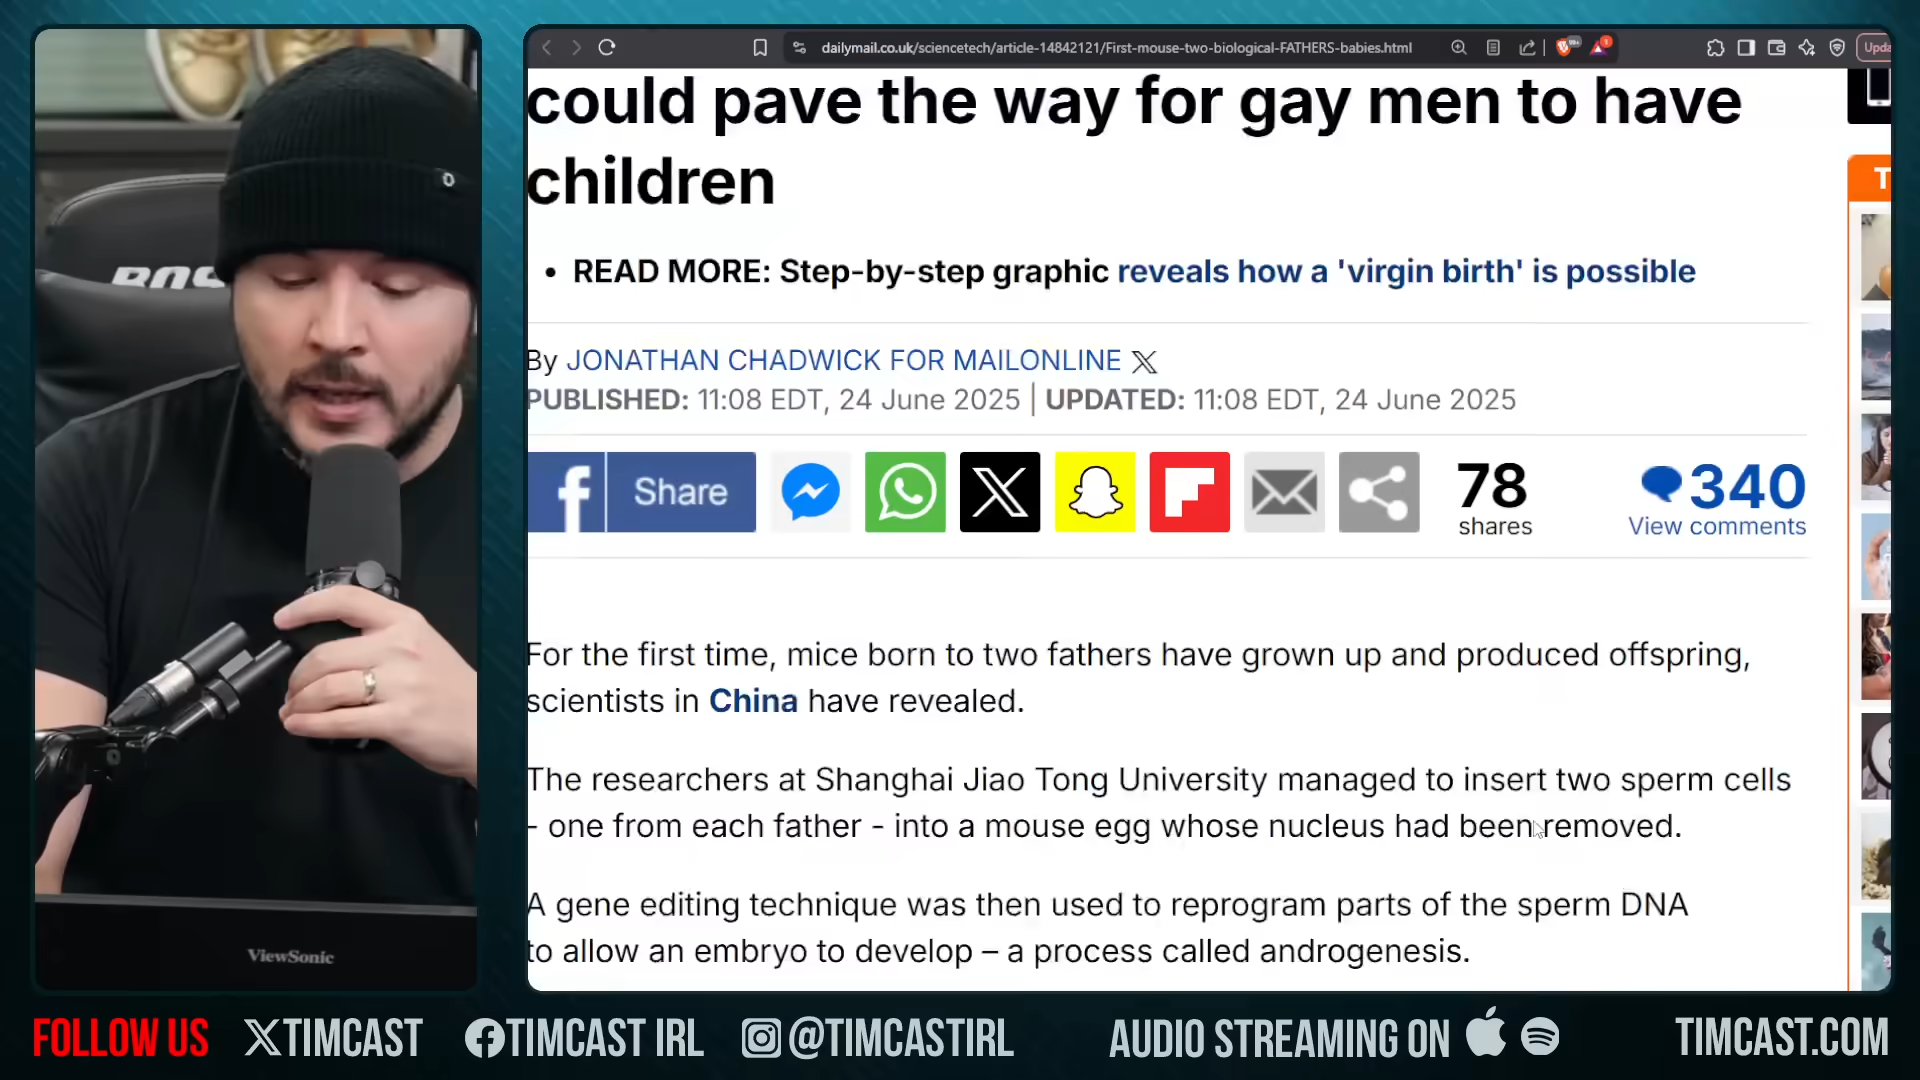 dailymail.co.uk/sciencetech/article-14842121/First-mouse-two-biological-FATHERS-babies.html
could pave the way for gay men to have
children
• READ MORE: Step-by-step graphic reveals how a 'virgin birth' is possible
By JONATHAN CHADWICK FOR MAILONLINE
PUBLISHED: 11:08 EDT, 24 June 2025 | UPDATED: 11:08 EDT, 24 June 2025
Share
78
shares
340
View comments
For the first time, mice born to two fathers have grown up and produced offspring,
scientists in China have revealed.
The researchers at Shanghai Jiao Tong University managed to insert two sperm cells
- one from each father - into a mouse egg whose nucleus had been removed.
A gene editing technique was then used to reprogram parts of the sperm DNA
to allow an embryo to develop – a process called androgenesis.
ViewSonic
FOLLOW US XTIMCAST TIMCAST IRL @TIMCASTIRL AUDIO STREAMING ON TIMCAST.COM